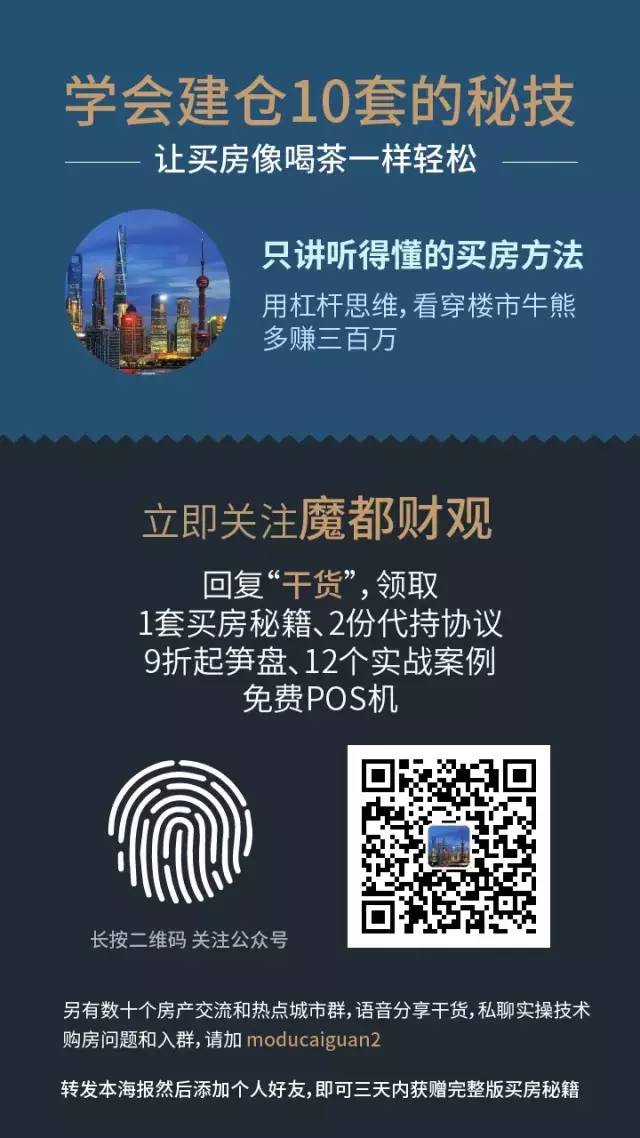 学会建仓10套的秘技
让买房像喝茶一样轻松
只讲听得懂的买房方法
用杠杆思维，看穿楼市牛熊
多赚三百万
立即关注魔都财观
回复“干货”，领取
1套买房秘籍、2份代持协议
9折起笋盘、12个实战案例
免费POS机
长按二维码 关注公众号
另有数十个房产交流和热点城市群，语音分享干货，私聊实操技术
购房问题和入群，请加 moducaiguan2
转发本海报然后添加个人好友，即可三天内获赠完整版买房秘籍